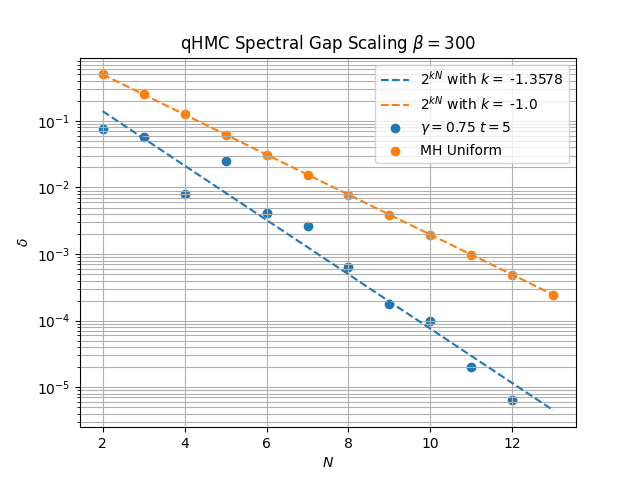 qHMC Spectral Gap Scaling β = 300
2^{kN} with k = -1.3578
2^{kN} with k = -1.0
γ = 0.75 t = 5
MH Uniform
10^{-1}
10^{-2}
10^{-3}
10^{-4}
10^{-5}
δ
2 4 6 8 10 12
N